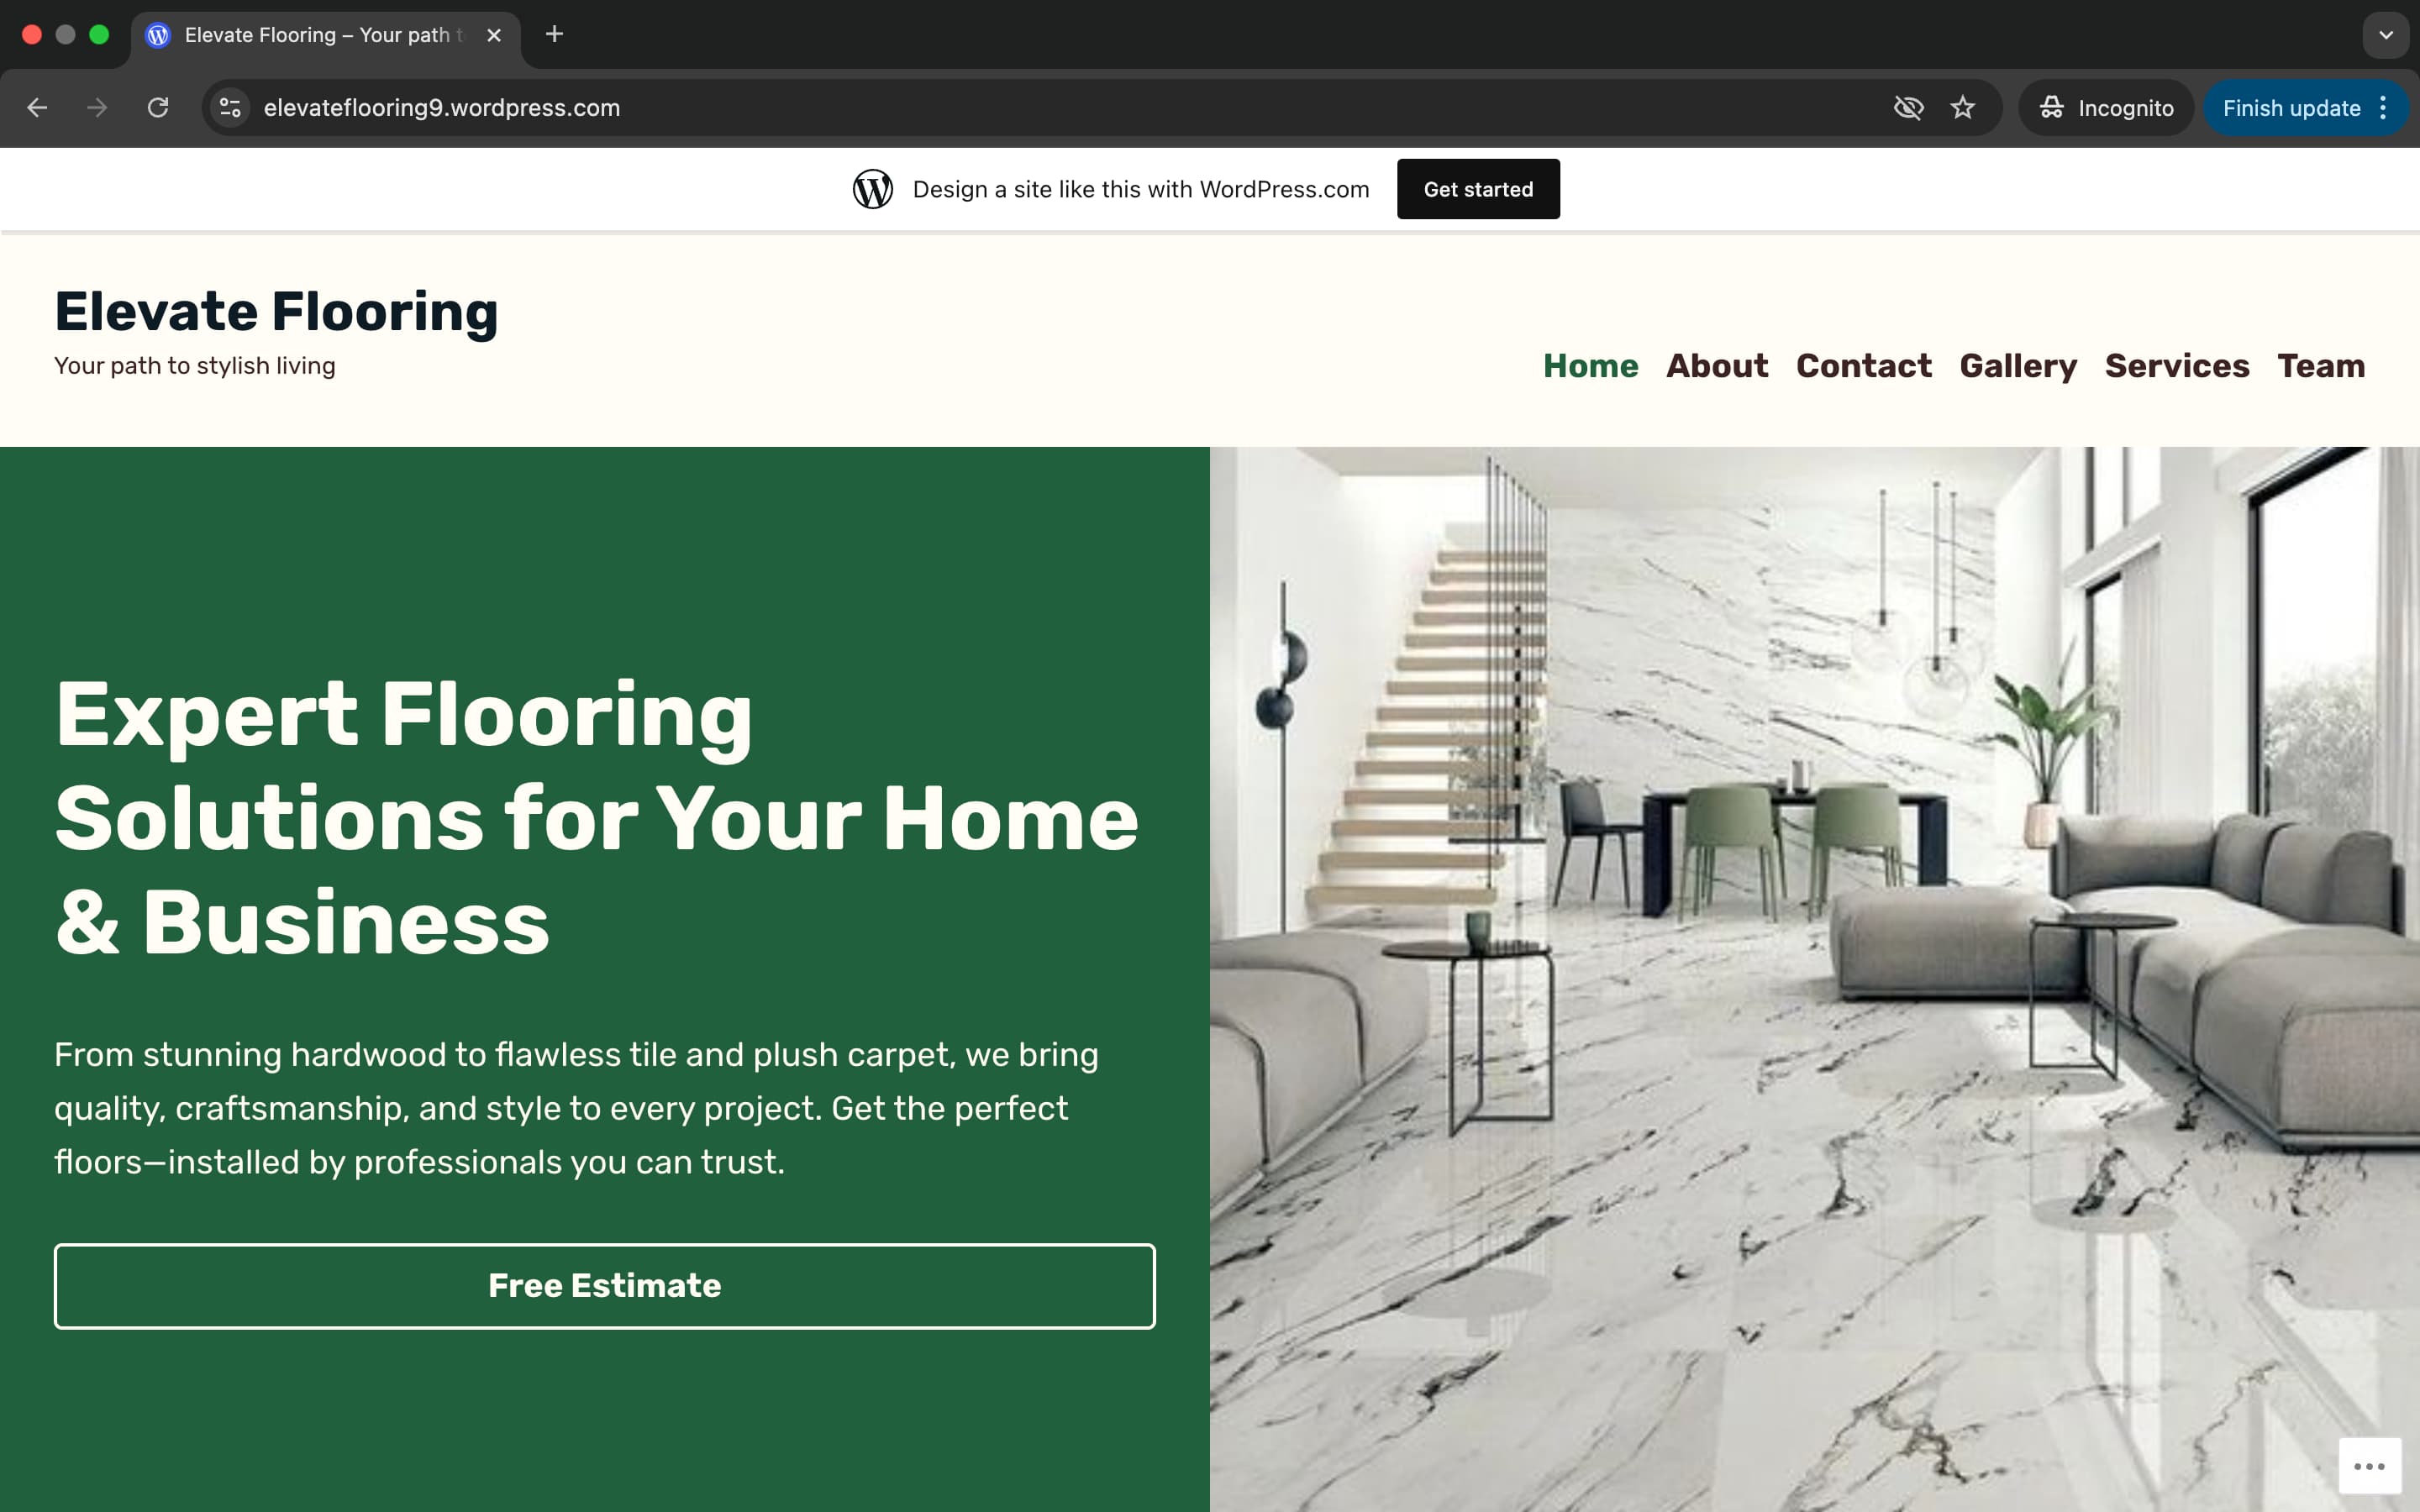 Elevate Flooring – Your path t
elevateflooring9.wordpress.com
Incognito
Finish update
Design a site like this with WordPress.com
Get started
Elevate Flooring
Your path to stylish living
Home About Contact Gallery Services Team
Expert Flooring
Solutions for Your Home
& Business
From stunning hardwood to flawless tile and plush carpet, we bring
quality, craftsmanship, and style to every project. Get the perfect
floors—installed by professionals you can trust.
Free Estimate